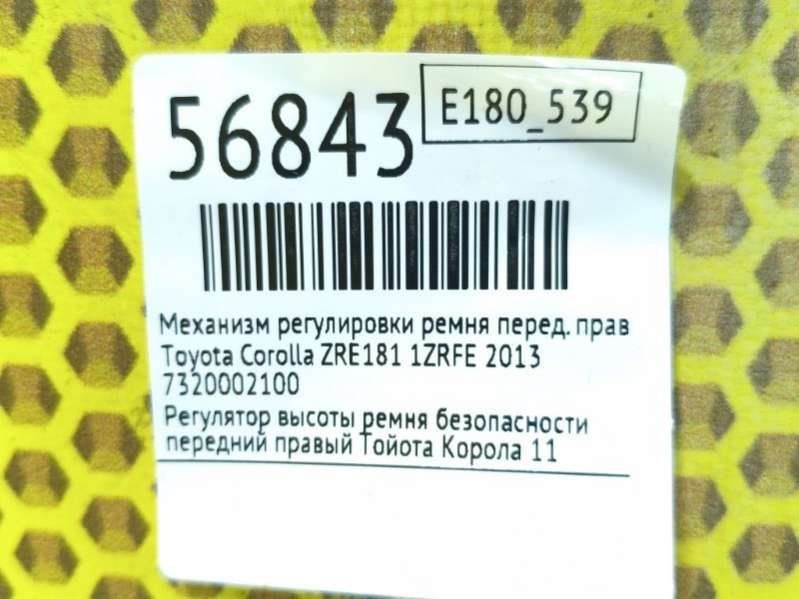 56843
E180_539
Механизм регулировки ремня перед. прав
Toyota Corolla ZRE181 1ZRFE 2013
7320002100
Регулятор высоты ремня безопасности
передний правый Тойота Корола 11